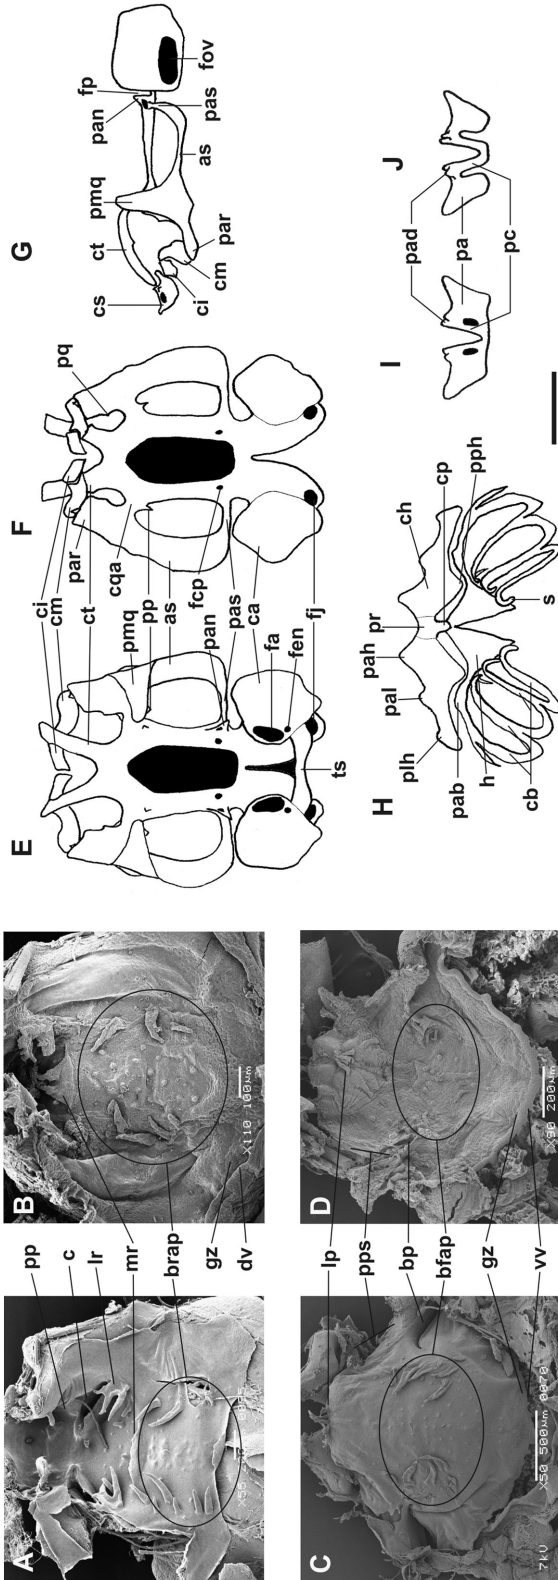 A
pp
c
lr
mr
brap
gz
dv
B
X110 100µm
C
7kU X50 500µm 0070
lp
pps
bp
bfap
gz
vv
D
X90 200µm
E
ci
cm
par
cqa
ct
pmq
pp
as
fcp
pan
pas
ca
fa
fen
fj
ts
F
pq
G
cs
ct
pmq
pan
fp
fov
pas
as
par
cm
ci
H
plh
pal
pah
pr
ch
cp
pph
s
pab
h
cb
I
pad
pa
pc
J